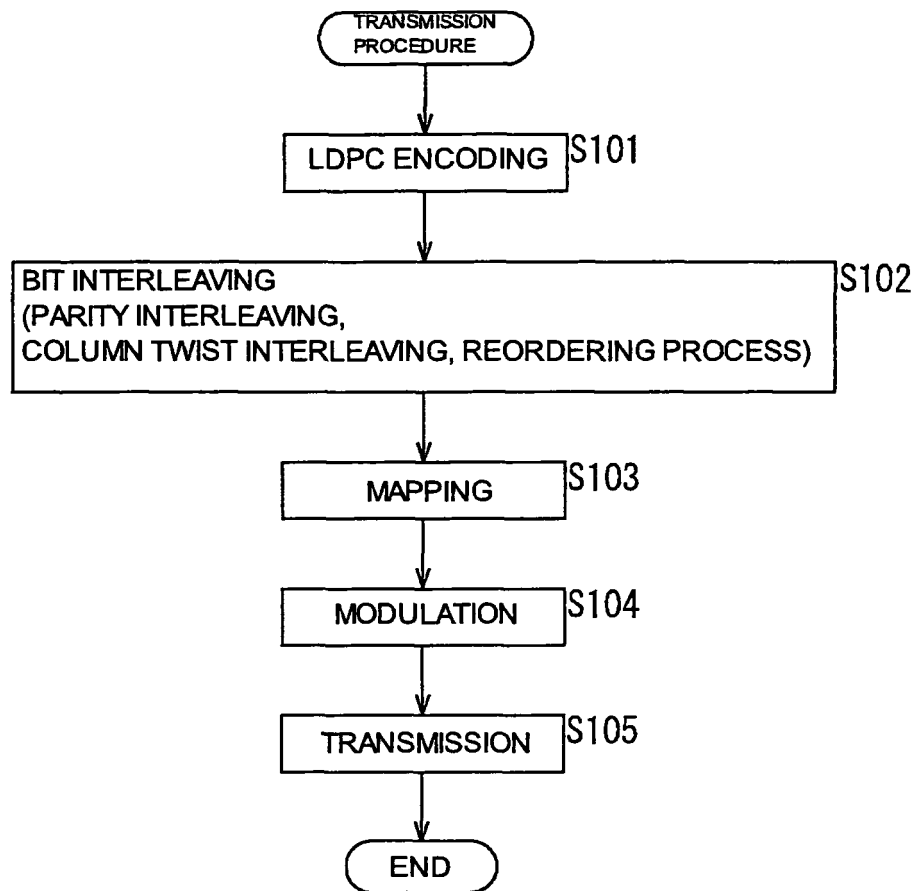 TRANSMISSION
PROCEDURE
LDPC ENCODING
S101
BIT INTERLEAVING
(PARITY INTERLEAVING,
COLUMN TWIST INTERLEAVING, REORDERING PROCESS)
S102
MAPPING
S103
MODULATION
S104
TRANSMISSION
S105
END